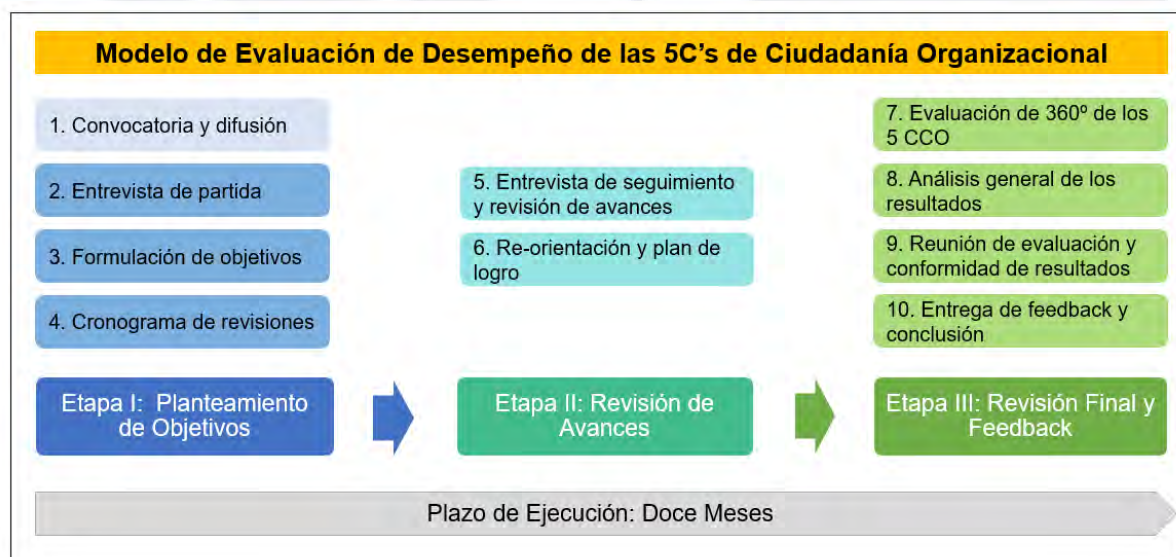 Modelo de Evaluación de Desempeño de las 5C's de Ciudadanía Organizacional
1. Convocatoria y difusión
2. Entrevista de partida
3. Formulación de objetivos
4. Cronograma de revisiones
5. Entrevista de seguimiento
y revisión de avances
6. Re-orientación y plan de
logro
7. Evaluación de 360º de los
5 CCO
8. Análisis general de los
resultados
9. Reunión de evaluación y
conformidad de resultados
10. Entrega de feedback y
conclusión
Etapa I: Planteamiento
de Objetivos
Etapa II: Revisión de
Avances
Etapa III: Revisión Final y
Feedback
Plazo de Ejecución: Doce Meses